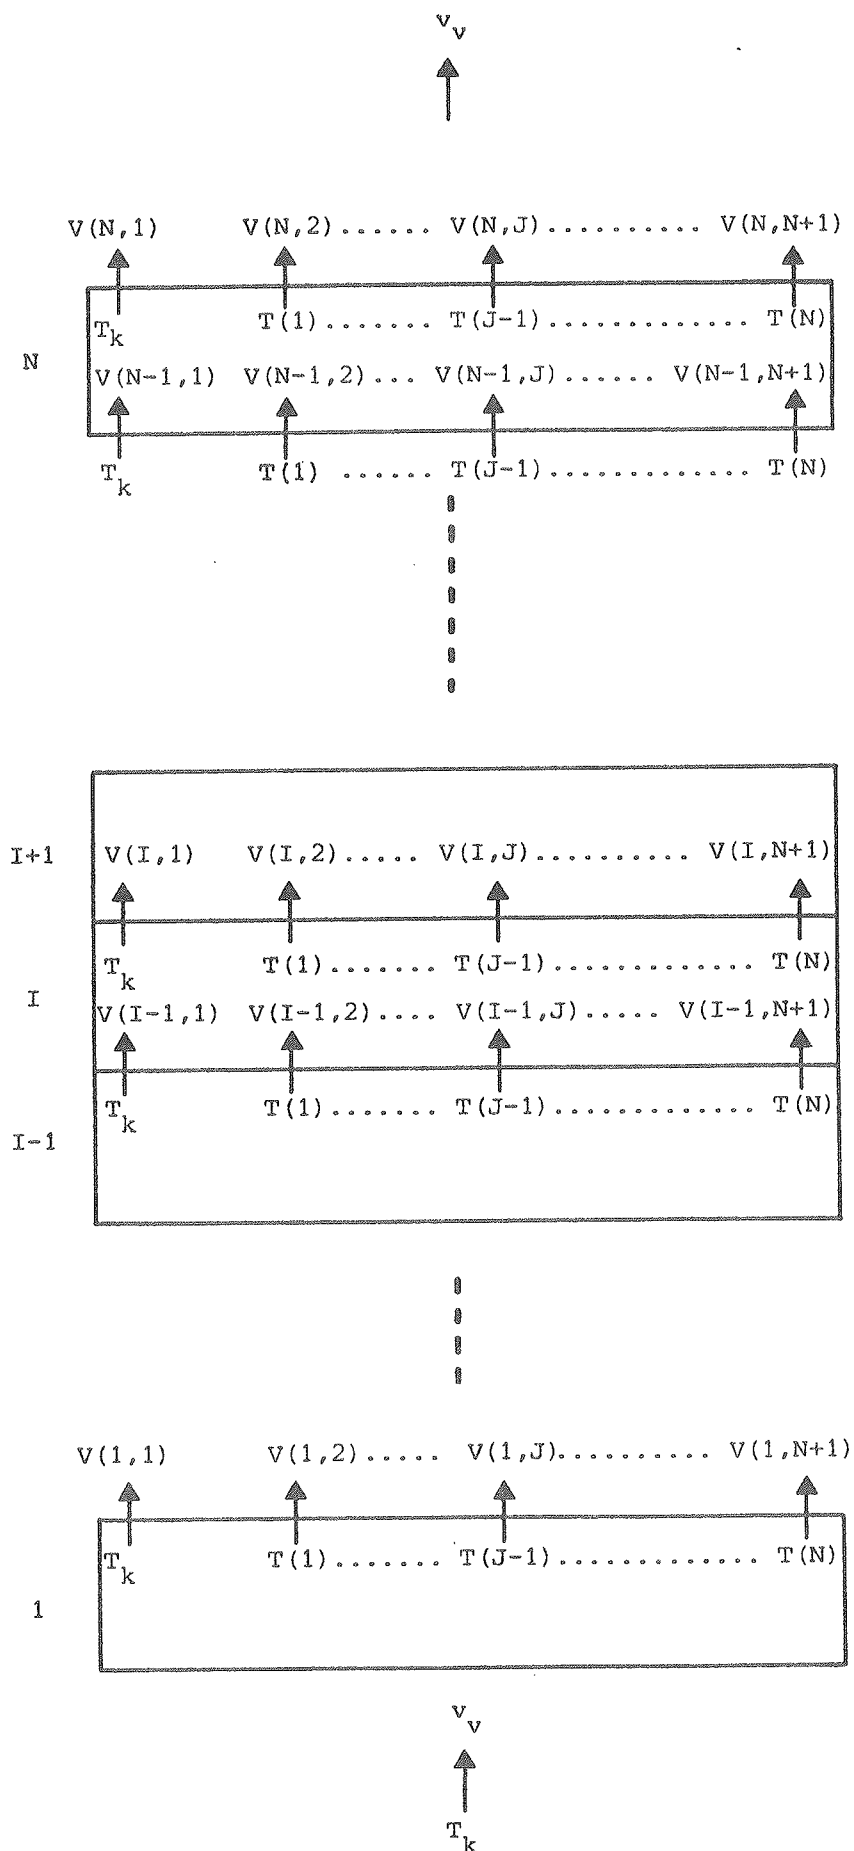 v_v
V(N,1) V(N,2)...... V(N,J).......... V(N,N+1)
T_k T(1)....... T(J-1)............. T(N)
N
V(N-1,1) V(N-1,2)... V(N-1,J)...... V(N-1,N+1)
T_k T(1) ...... T(J-1)............. T(N)
I+1 V(I,1) V(I,2)..... V(I,J).......... V(I,N+1)
T_k T(1)....... T(J-1)............. T(N)
I
V(I-1,1) V(I-1,2).... V(I-1,J)..... V(I-1,N+1)
T_k T(1)....... T(J-1)............. T(N)
I-1
V(1,1) V(1,2)..... V(1,J).......... V(1,N+1)
T_k T(1)....... T(J-1)............. T(N)
1
v_v
T_k